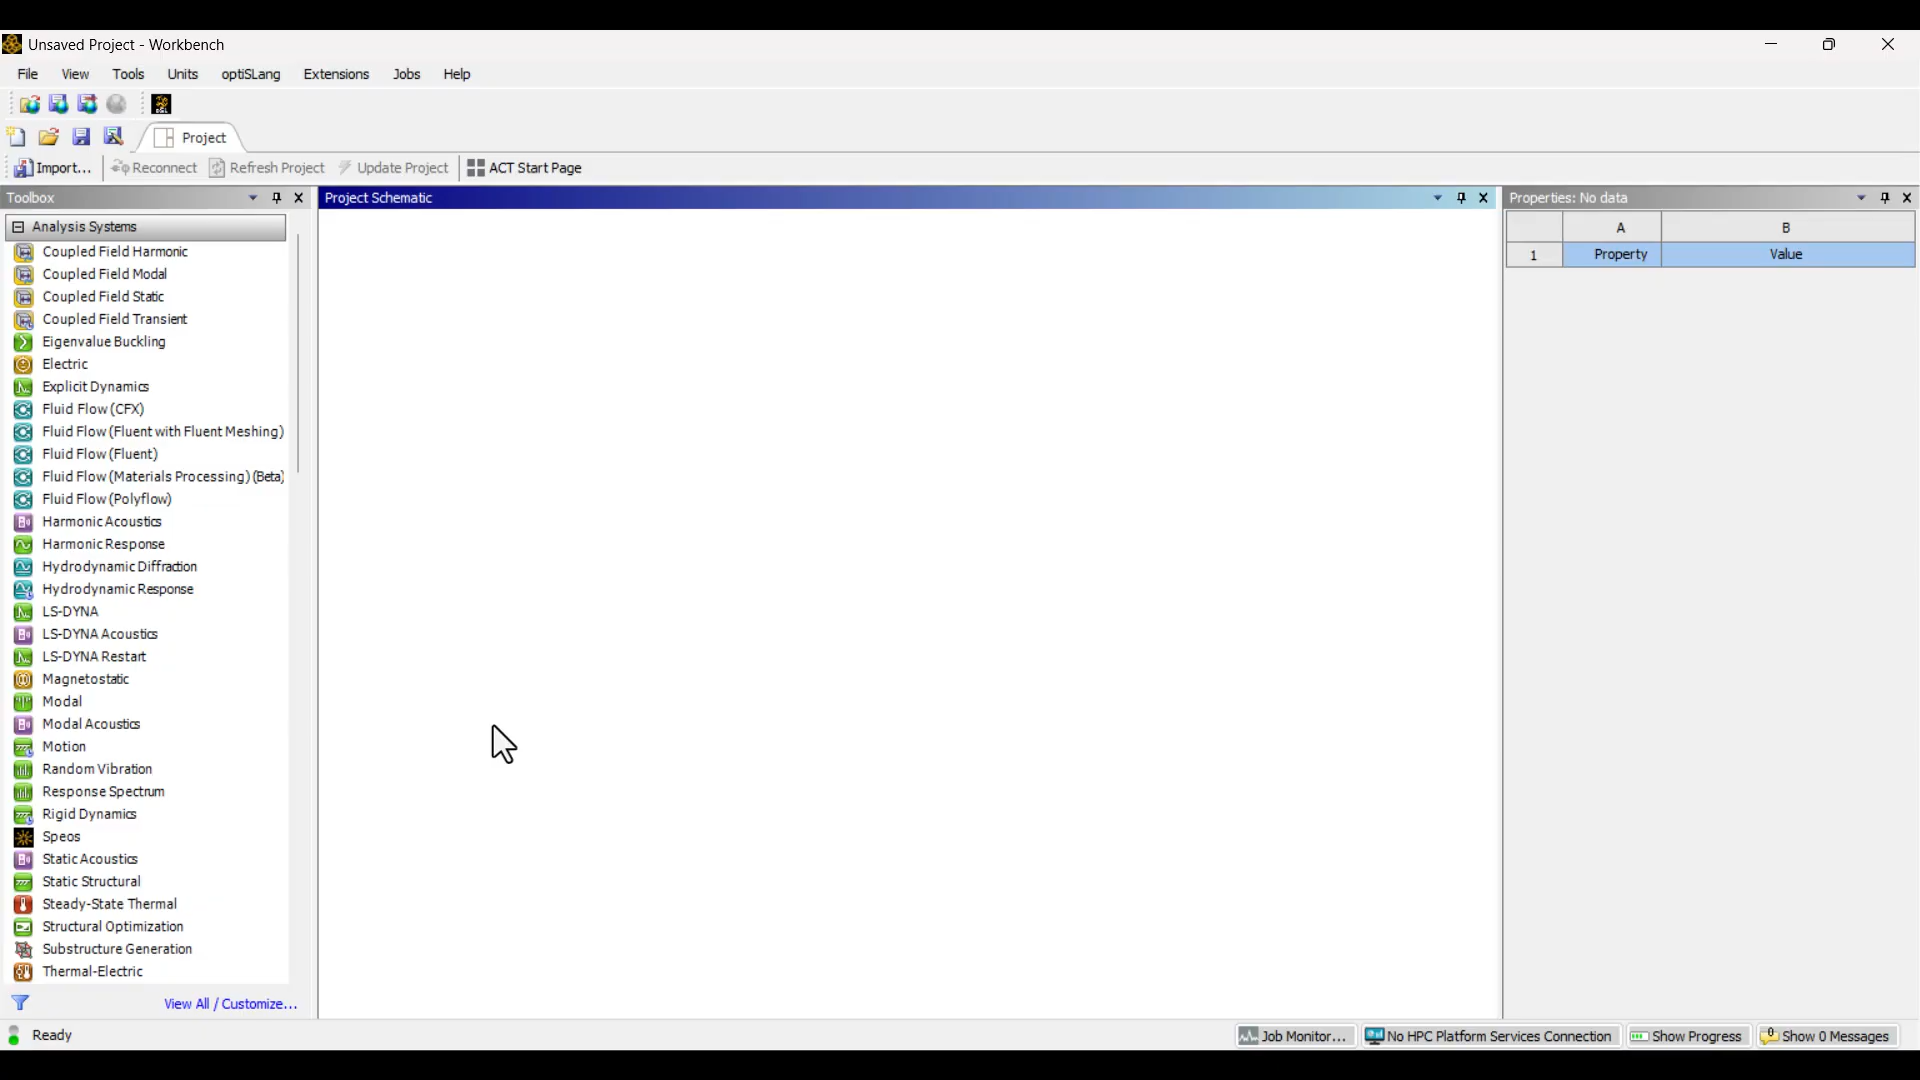 Unsaved Project - Workbench
File View Tools Units optiSLang Extensions Jobs Help
Project
Import... Reconnect Refresh Project Update Project ACT Start Page
Toolbox
Analysis Systems
Coupled Field Harmonic
Coupled Field Modal
Coupled Field Static
Coupled Field Transient
Eigenvalue Buckling
Electric
Explicit Dynamics
Fluid Flow (CFX)
Fluid Flow (Fluent with Fluent Meshing)
Fluid Flow (Fluent)
Fluid Flow (Materials Processing) (Beta)
Fluid Flow (Polyflow)
Harmonic Acoustics
Harmonic Response
Hydrodynamic Diffraction
Hydrodynamic Response
LS-DYNA
LS-DYNA Acoustics
LS-DYNA Restart
Magnetostatic
Modal
Modal Acoustics
Motion
Random Vibration
Response Spectrum
Rigid Dynamics
Speos
Static Acoustics
Static Structural
Steady-State Thermal
Structural Optimization
Substructure Generation
Thermal-Electric
View All / Customize...
Project Schematic
Properties: No data
A B
1 Property Value
Ready
Job Monitor... No HPC Platform Services Connection Show Progress 0 Show 0 Messages